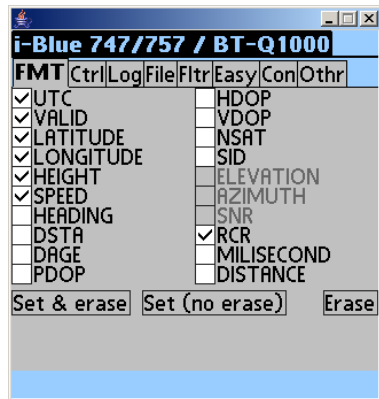 i-Blue 747/757 / BT-Q1000
FMT Ctrl Log File Fltr Easy Con Othr
UTC
VALID
LATITUDE
LONGITUDE
HEIGHT
SPEED
HEADING
DSTA
DAGE
PDOP
HDOP
VDOP
NSAT
SID
ELEVATION
AZIMUTH
SNR
RCR
MILISECOND
DISTANCE
Set & erase Set (no erase) Erase